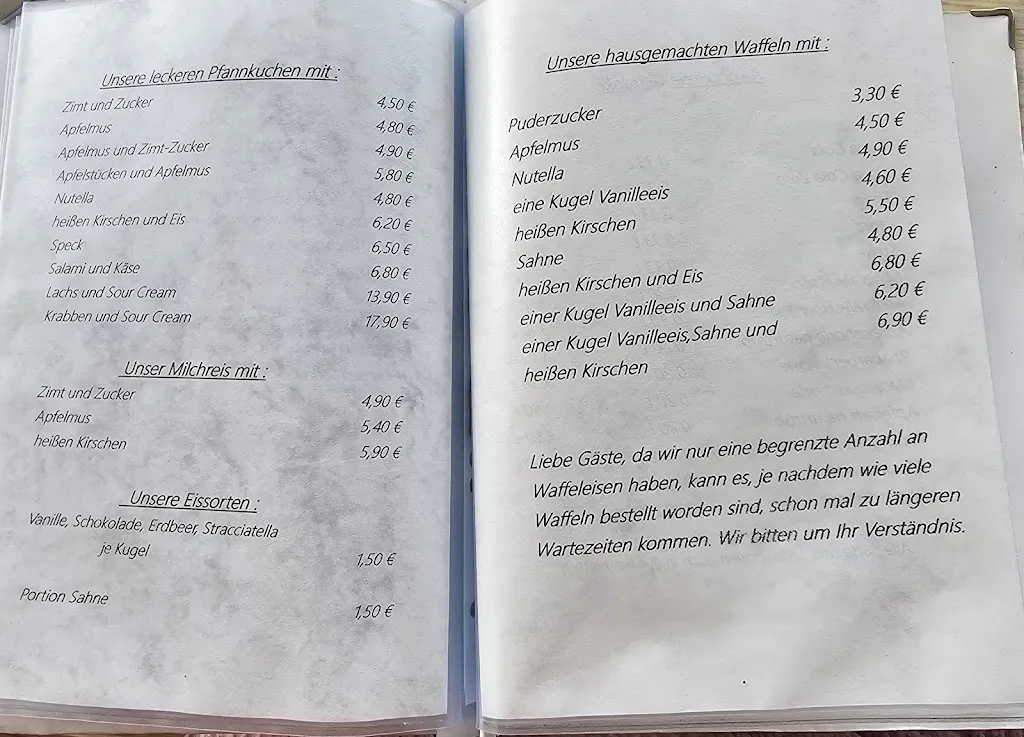 Unsere leckeren Pfannkuchen mit :
Zimt und Zucker 4,50 €
Apfelmus 4,80 €
Apfelmus und Zimt-Zucker 4,90 €
Apfelstücken und Apfelmus 5,80 €
Nutella 4,80 €
heißen Kirschen und Eis 6,20 €
Speck 6,50 €
Salami und Käse 6,80 €
Lachs und Sour Cream 13,90 €
Krabben und Sour Cream 17,90 €
Unser Milchreis mit :
Zimt und Zucker 4,90 €
Apfelmus 5,40 €
heißen Kirschen 5,90 €
Unsere Eissorten :
Vanille, Schokolade, Erdbeer, Stracciatella
je Kugel 1,50 €
Portion Sahne 1,50 €
Unsere hausgemachten Waffeln mit :
Puderzucker 3,30 €
Apfelmus 4,50 €
Nutella 4,90 €
eine Kugel Vanilleeis 4,60 €
heißen Kirschen 5,50 €
Sahne 4,80 €
heißen Kirschen und Eis 6,80 €
einer Kugel Vanilleeis und Sahne 6,20 €
einer Kugel Vanilleeis,Sahne und 6,90 €
heißen Kirschen
Liebe Gäste, da wir nur eine begrenzte Anzahl an
Waffeleisen haben, kann es, je nachdem wie viele
Waffeln bestellt worden sind, schon mal zu längeren
Wartezeiten kommen. Wir bitten um Ihr Verständnis.